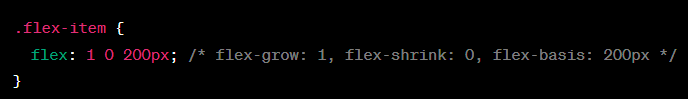 .flex-item {
  flex: 1 0 200px; /* flex-grow: 1, flex-shrink: 0, flex-basis: 200px */
}